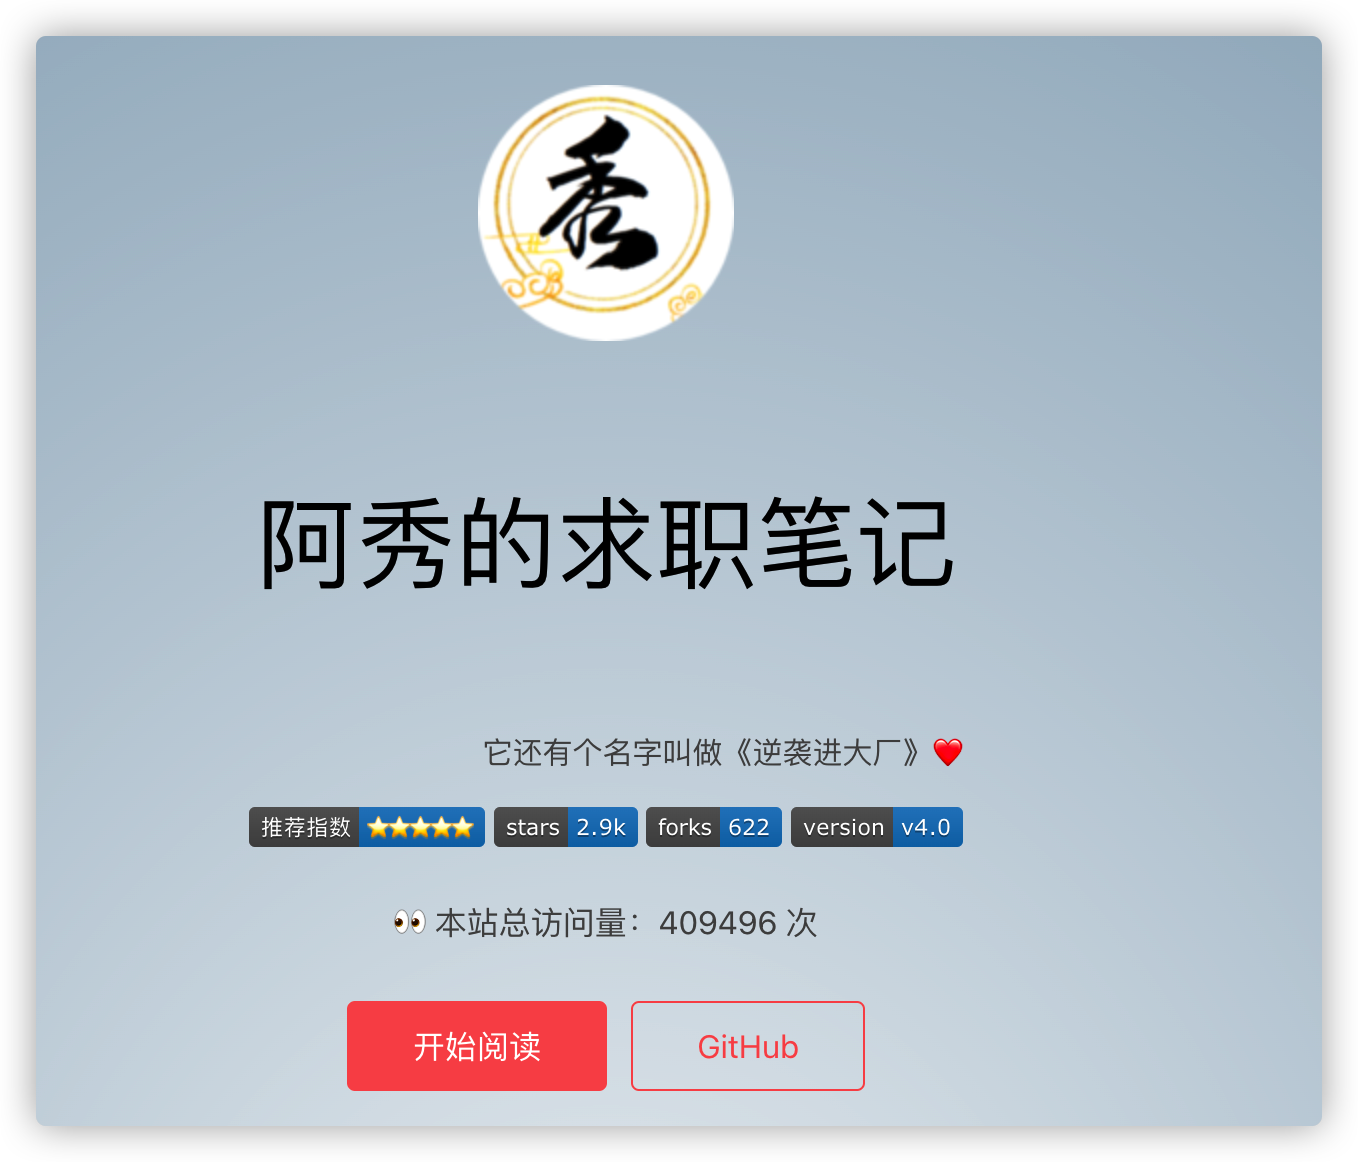 秀
阿秀的求职笔记
它还有个名字叫做《逆袭进大厂》❤️
推荐指数 ⭐⭐⭐⭐⭐ stars 2.9k forks 622 version v4.0
👀 本站总访问量：409496 次
开始阅读 GitHub